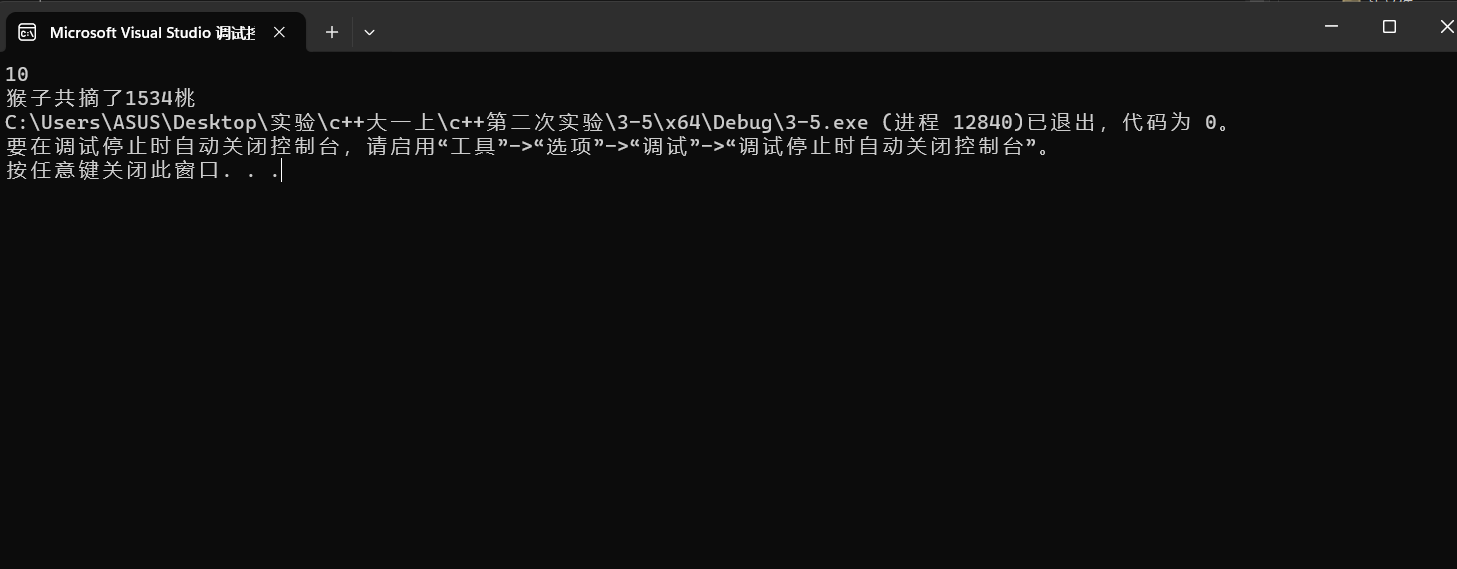 Microsoft Visual Studio 调试
10
猴子共摘了1534桃
C:\Users\ASUS\Desktop\实验\c++大一上\c++第二次实验\3-5\x64\Debug\3-5.exe (进程 12840)已退出，代码为 0。
要在调试停止时自动关闭控制台，请启用“工具”->“选项”->“调试”->“调试停止时自动关闭控制台”。
按任意键关闭此窗口. . .